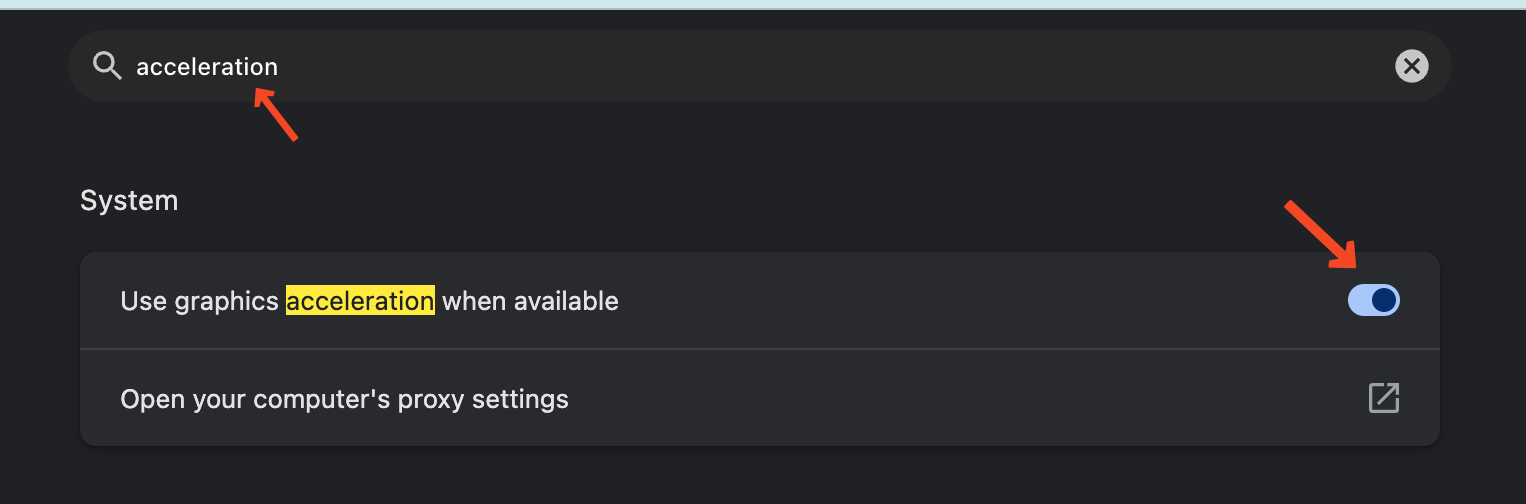 acceleration
System
Use graphics acceleration when available
Open your computer's proxy settings